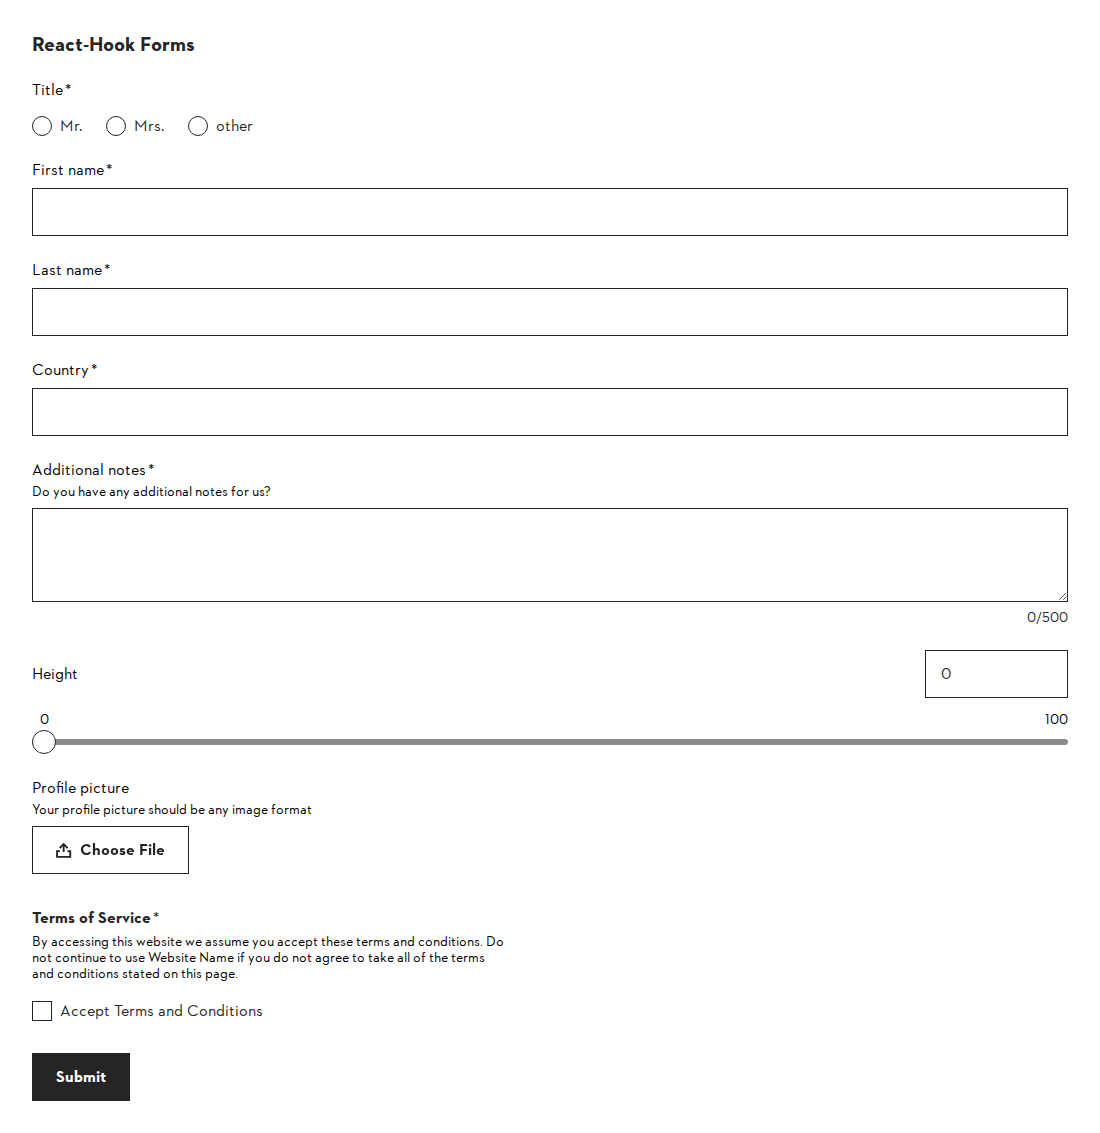 React-Hook Forms
Title*
Mr. Mrs. other
First name*
Last name*
Country*
Additional notes*
Do you have any additional notes for us?
0/500
Height 0
0 100
Profile picture
Your profile picture should be any image format
Choose File
Terms of Service*
By accessing this website we assume you accept these terms and conditions. Do
not continue to use Website Name if you do not agree to take all of the terms
and conditions stated on this page.
Accept Terms and Conditions
Submit